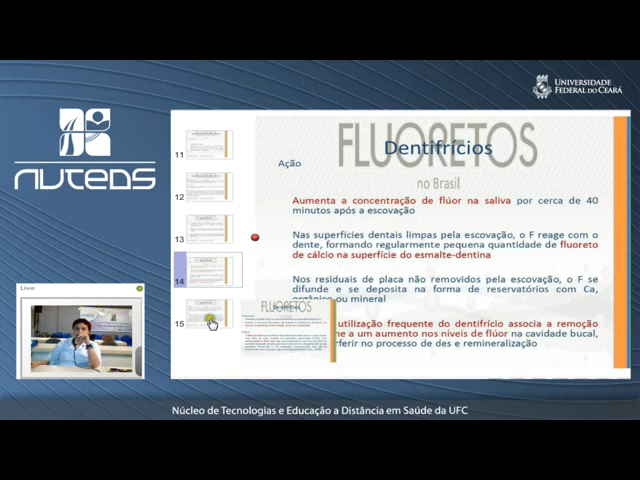 UNIVERSIDADE
FEDERAL DO CEARÁ
NUTEDS
Live
11
12
13
14
15
FLUORETOS
no Brasil
Dentifrícios
Ação
Aumenta a concentração de flúor na saliva por cerca de 40
minutos após a escovação
Nas superfícies dentais limpas pela escovação, o F reage com o
dente, formando regularmente pequena quantidade de fluoreto
de cálcio na superfície do esmalte-dentina
Nos residuais de placa não removidos pela escovação, o F se
difunde e se deposita na forma de reservatórios com Ca,
ou mineral
FLUORETOS
utilização frequente do dentifrício associa a remoção
a um aumento nos níveis de flúor na cavidade bucal,
no processo de des e remineralização
Núcleo de Tecnologias e Educação a Distância em Saúde da UFC